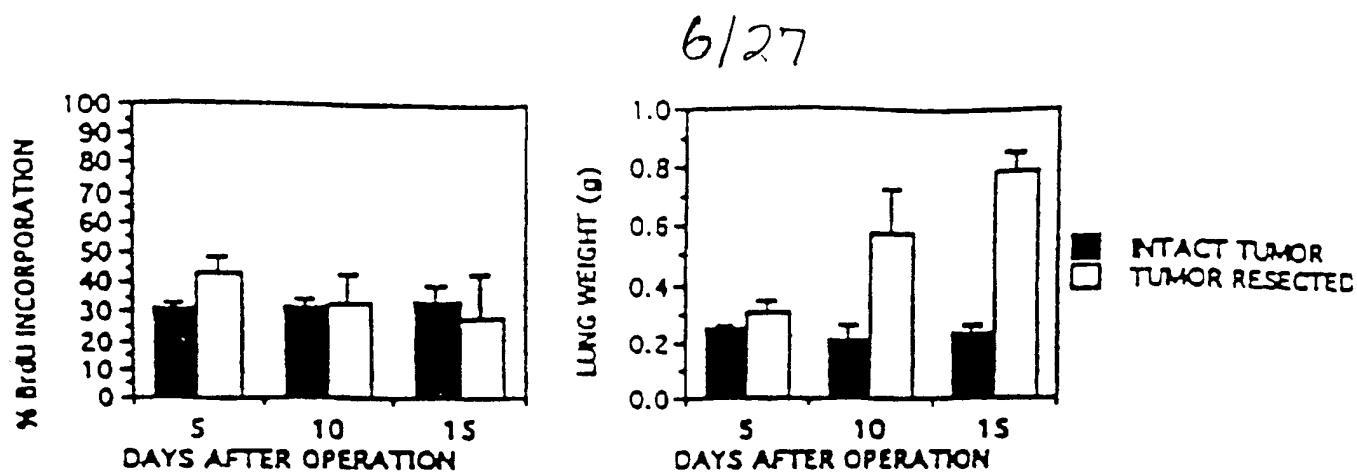 6/27
% BrdU INCORPORATION
100
90
80
70
60
50
40
30
20
10
0
5 10 15
DAYS AFTER OPERATION
LUNG WEIGHT (g)
1.0
0.8
0.6
0.4
0.2
0.0
5 10 15
DAYS AFTER OPERATION
INTACT TUMOR
TUMOR RESECTED